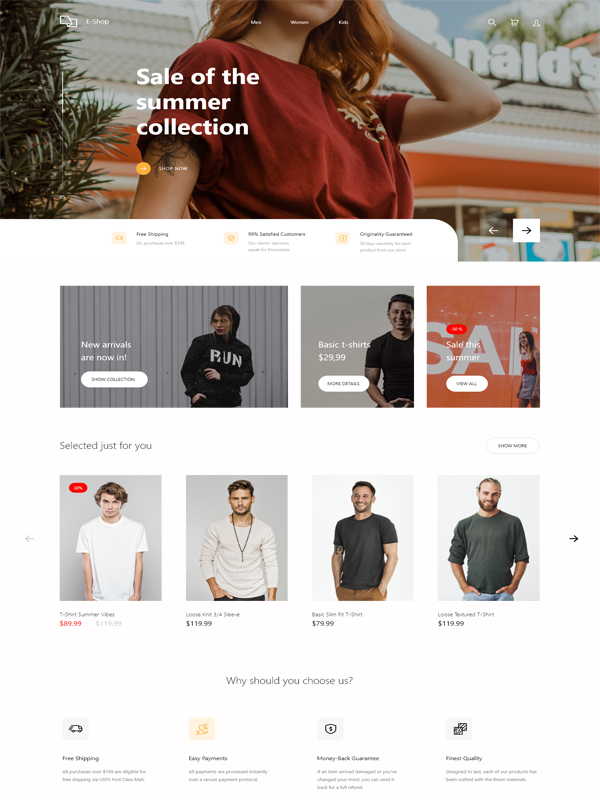 E-Shop
Men
Women
Kids
onald's
Sale of the
summer
collection
SHOP NOW
Free Shipping
On purchases over $199
99% Satisfied Customers
Our clients' opinions
speak for themselves
Originality Guaranteed
30 days warranty for each
product from our store
New arrivals
are now in!
SHOW COLLECTION
RUN
Basic t-shirts
$29,99
MORE DETAILS
-50%
SAL
Sale this
summer
VIEW ALL
Selected just for you
SHOW MORE
30%
T-Shirt Summer Vibes
$89.99
$119.99
Loose Knit 3/4 Sleeve
$119.99
Basic Slim Fit T-Shirt
$79.99
Loose Textured T-Shirt
$119.99
Why should you choose us?
Free Shipping
All purchases over $199 are eligible for
free shipping via USPS First Class Mail.
Easy Payments
All payments are processed instantly
over a secure payment protocol.
Money-Back Guarantee
If an item arrived damaged or you've
changed your mind, you can send it
back for a full refund.
Finest Quality
Designed to last, each of our products has
been crafted with the finest materials.